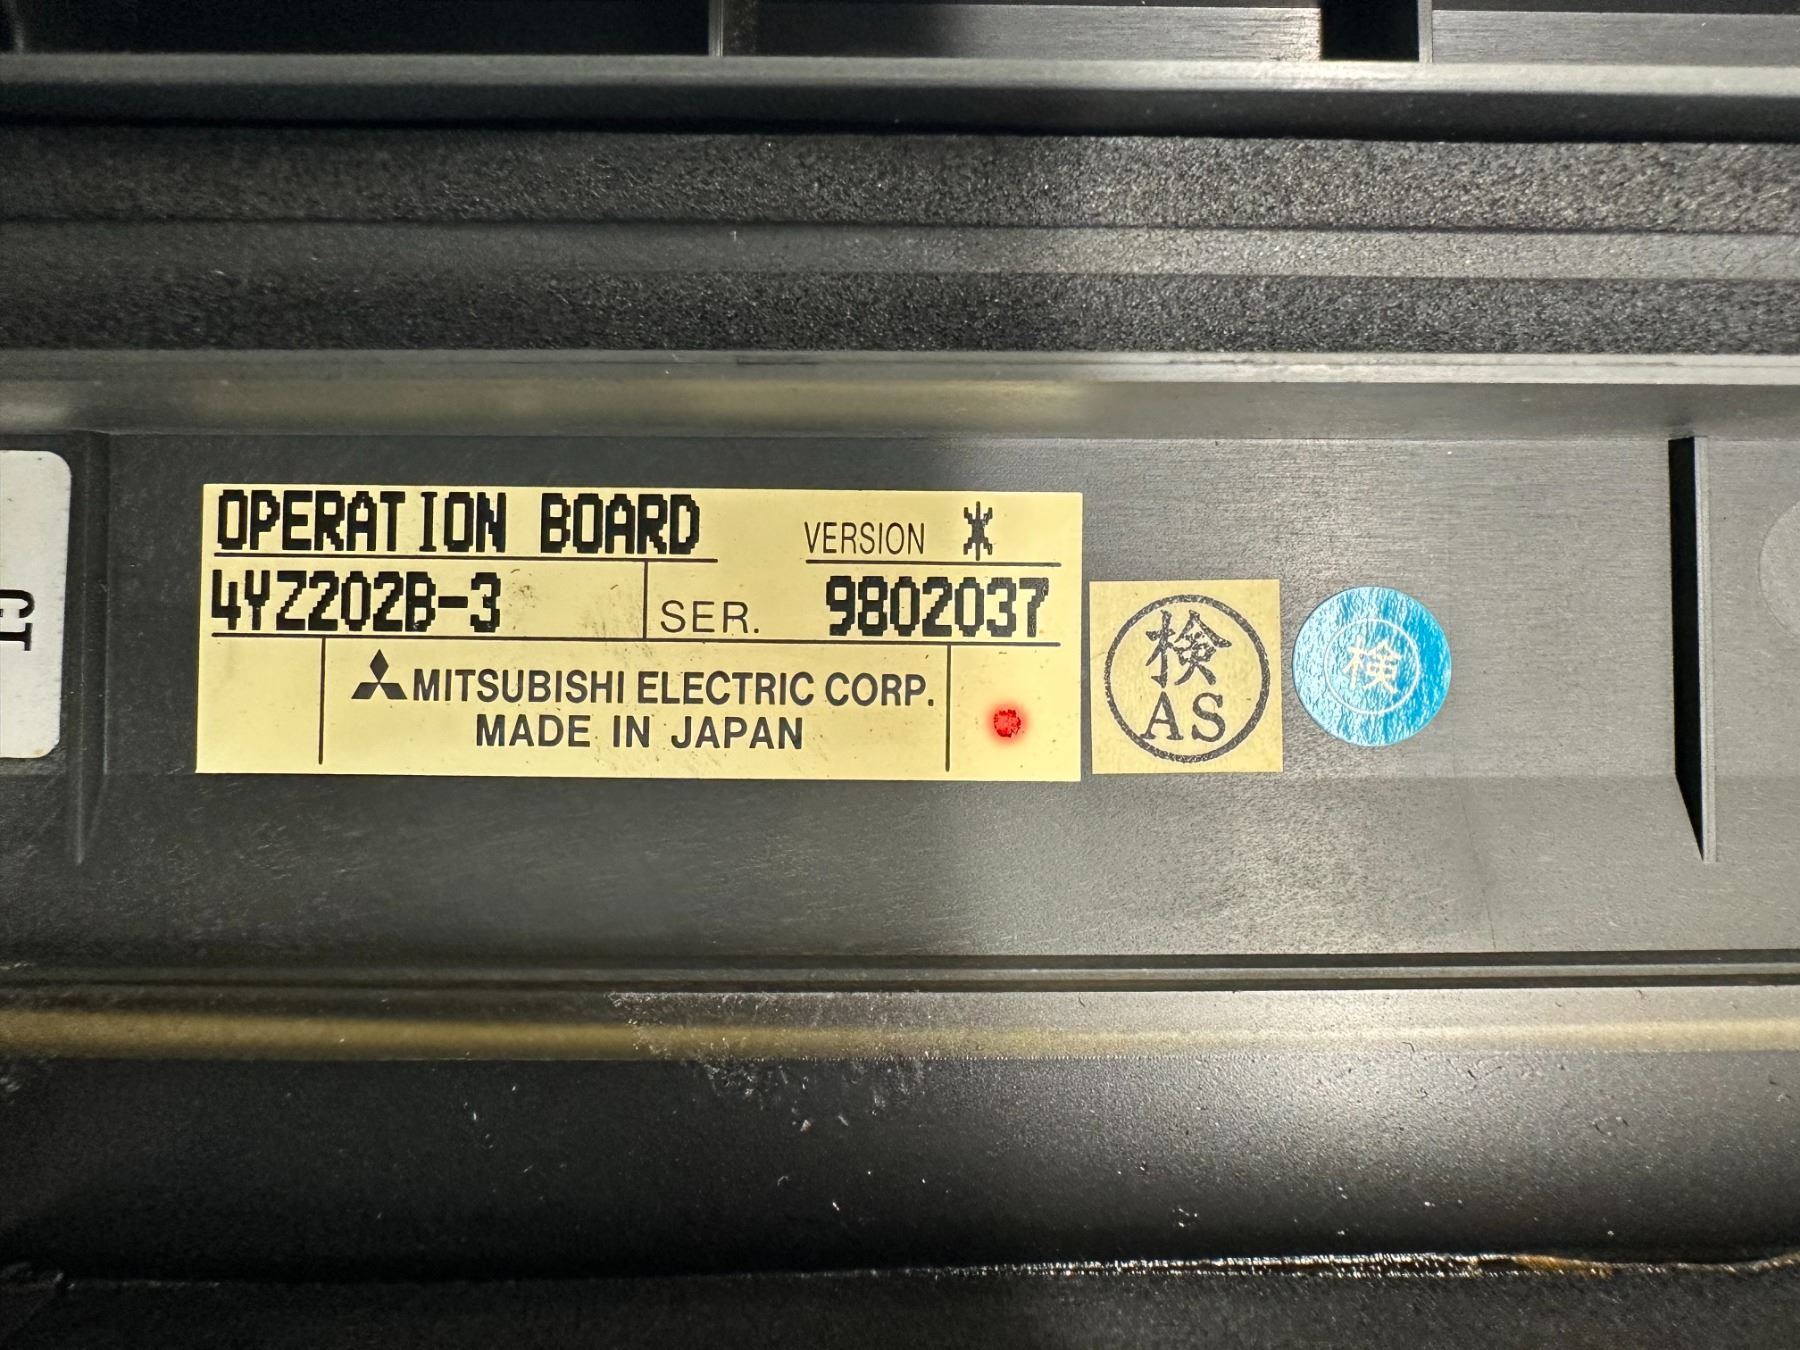 OPERATION BOARD VERSION *
4YZ202B-3 SER. 9802037
MITSUBISHI ELECTRIC CORP.
MADE IN JAPAN
検
AS
検